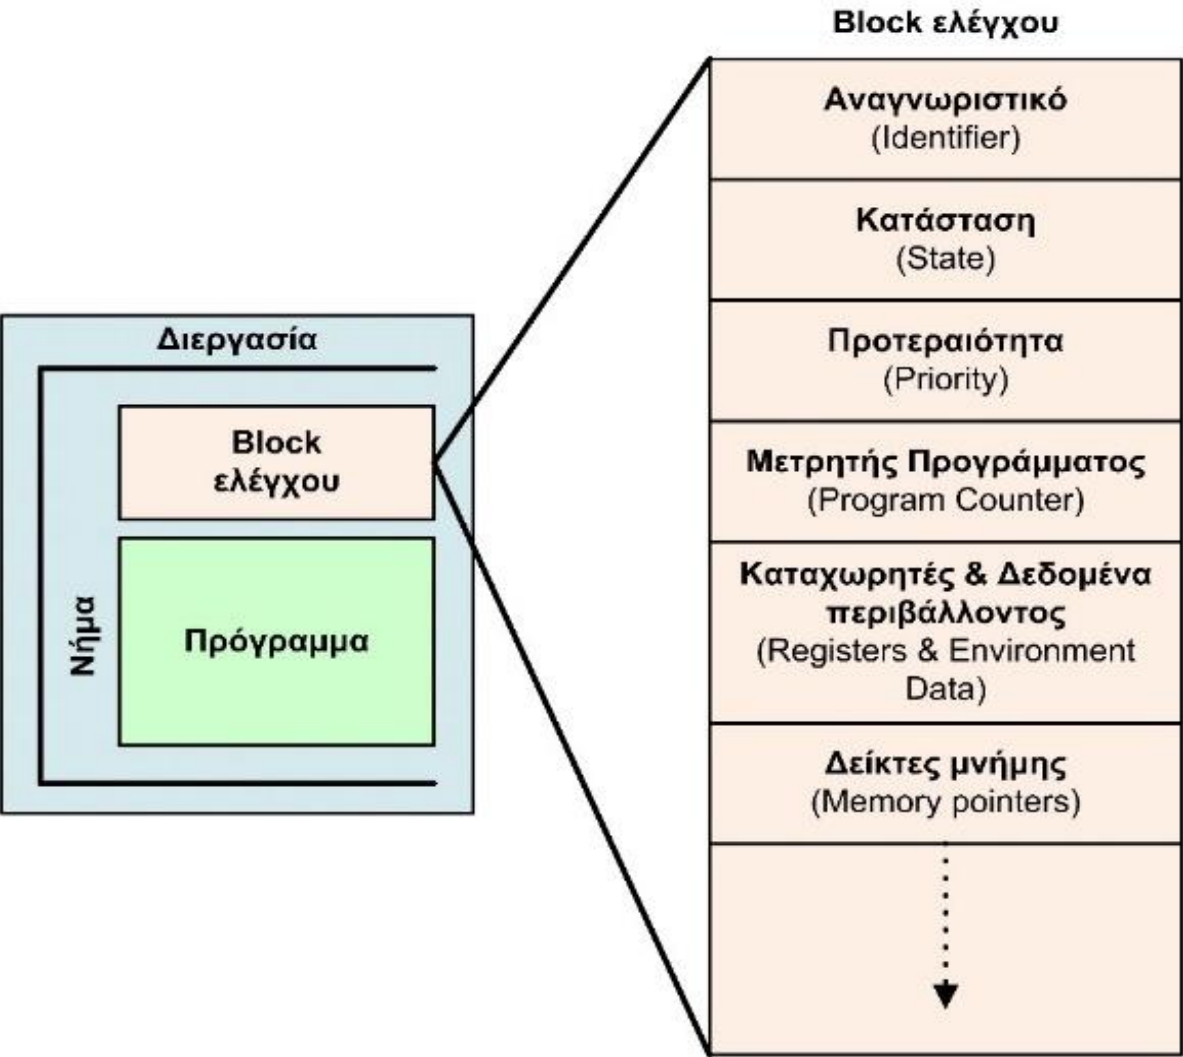 Block ελέγχου
Αναγνωριστικό
(Identifier)
Κατάσταση
(State)
Προτεραιότητα
(Priority)
Μετρητής Προγράμματος
(Program Counter)
Καταχωρητές & Δεδομένα
περιβάλλοντος
(Registers & Environment
Data)
Δείκτες μνήμης
(Memory pointers)
Διεργασία
Block
ελέγχου
Νήμα
Πρόγραμμα